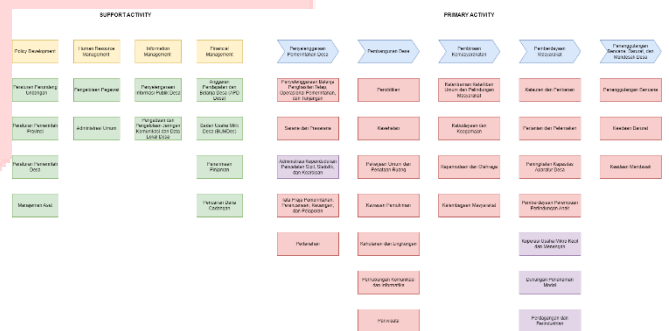 SUPPORT ACTIVITY
PRIMARY ACTIVITY
Policy Development
Human Resource
Management
Information
Management
Financial
Management
Penyelenggaraan
Pemerintahan Desa
Pembangunan Desa
Pembinaan
Kemasyarakatan
Pemberdayaan
Masyarakat
Penanggulangan
Bencana, Darurat, dan
Mendesak Desa
Peraturan Perundang
Undangan
Pengelolaan Pegawai
Penyelenggaraan
Informasi Publik Desa
Anggaran
Pendapatan dan
Belanja Desa (APB
Desa)
Penyelenggaraan Belanja
Penghasilan Tetap,
Operasional Pemerintahan,
dan Tunjangan
Pendidikan
Ketentraman Ketertiban
Umum dan Pelindungan
Masyarakat
Kelautan dan Perikanan
Penanggulangan Bencana
Peraturan Pemerintah
Provinsi
Administrasi Umum
Pengadaan dan
Pengelolaan Jaringan
Komunikasi dan Data
Lokal Desa
Badan Usaha Milik
Desa (BUMDes)
Sarana dan Prasarana
Kesehatan
Kebudayaan dan
Keagamaan
Pertanian dan Peternakan
Keadaan Darurat
Peraturan Pemerintah
Desa
Penerimaan
Pinjaman
Administrasi Kependudukan
Pencatatan Sipil, Statistik,
dan Kearsipan
Pekerjaan Umum dan
Penataan Ruang
Kepemudaan dan Olahraga
Peningkatan Kapasitas
Aparatur Desa
Keadaan Mendesak
Manajemen Aset
Pencairan Dana
Cadangan
Tata Praja Pemerintahan,
Perencanaan, Keuangan,
dan Pelaporan
Kawasan Pemukiman
Kelembagaan Masyarakat
Pemberdayaan Perempuan
Perlindungan Anak
Pertanahan
Kehutanan dan Lingkungan
Koperasi Usaha Mikro Kecil
dan Menengah
Perhubungan Komunikasi
dan Informatika
Dukungan Penanaman
Modal
Pariwisata
Perdagangan dan
Perindustrian